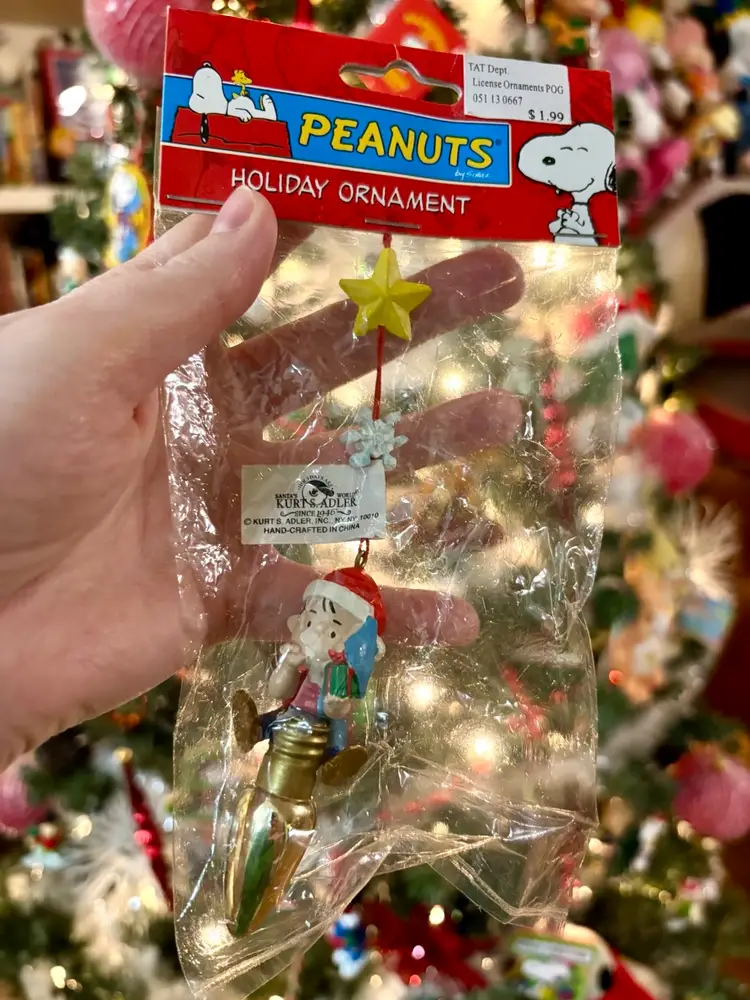 TAT Dept.
License Ornaments POG
051 13 0667
$ 1.99
PEANUTS®
by Schulz
HOLIDAY ORNAMENT
SANTA'S WORLD
KURT S. ADLER
SINCE 1946
© KURT S. ADLER, INC., NY, NY 10010
HAND-CRAFTED IN CHINA